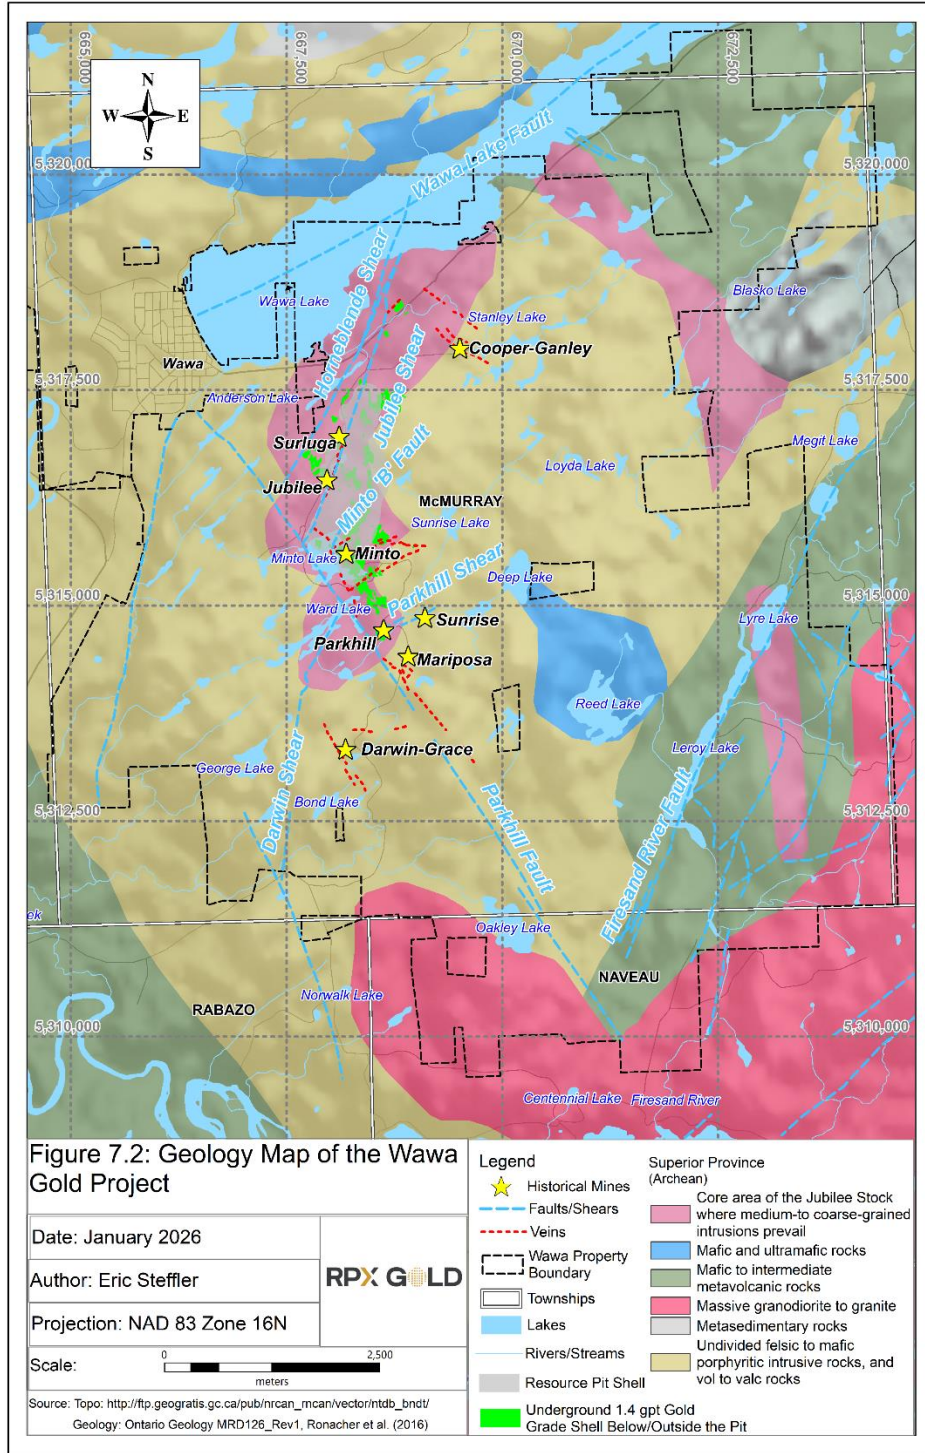 665,000
667,500
670,000
672,500
N
W E
S
Wawa Lake Fault
5,320,000
5,320,000
Horneblende Shear
Blasko Lake
Wawa Lake
Stanley Lake
Jubilee Shear
Cooper-Ganley
Wawa
5,317,500
5,317,500
Anderson Lake
Surluga
Megit Lake
Minto 'B' Fault
Loyda Lake
Jubilee
McMURRAY
Sunrise Lake
Minto Lake
Minto
Parkhill Shear
Deep Lake
5,315,000
5,315,000
Ward Lake
Sunrise
Lyre Lake
Parkhill
Mariposa
Reed Lake
Darwin-Grace
Leroy Lake
George Lake
Darwin Shear
Bond Lake
5,312,500
5,312,500
Parkhill Fault
Firesand River Fault
ek
Oakley Lake
NAVEAU
Norwalk Lake
RABAZO
5,310,000
5,310,000
Centennial Lake
Firesand River
Figure 7.2: Geology Map of the Wawa
Gold Project
Date: January 2026
Author: Eric Steffler
Projection: NAD 83 Zone 16N
RPX GOLD
Scale:
0 2,500
meters
Source: Topo: http://ftp.geogratis.gc.ca/pub/nrcan_rncan/vector/ntdb_bndt/
Geology: Ontario Geology MRD126_Rev1, Ronacher et al. (2016)
Legend
Historical Mines
Faults/Shears
Veins
Wawa Property
Boundary
Townships
Lakes
Rivers/Streams
Resource Pit Shell
Underground 1.4 gpt Gold
Grade Shell Below/Outside the Pit
Superior Province
(Archean)
Core area of the Jubilee Stock
where medium-to coarse-grained
intrusions prevail
Mafic and ultramafic rocks
Mafic to intermediate
metavolcanic rocks
Massive granodiorite to granite
Metasedimentary rocks
Undivided felsic to mafic
porphyritic intrusive rocks, and
vol to valc rocks